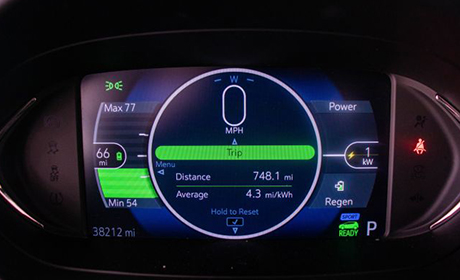 W
Max 77
0
MPH
Power
Trip
66
mi
1
kW
Menu
Distance 748.1 mi
Average 4.3 mi/kWh
Min 54
Hold to Reset
Regen
38212 mi
SPORT
READY
P